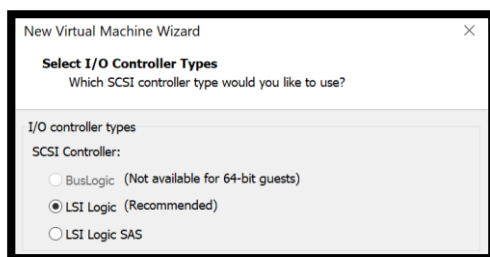 New Virtual Machine Wizard
Select I/O Controller Types
Which SCSI controller type would you like to use?
I/O controller types
SCSI Controller:
BusLogic (Not available for 64-bit guests)
LSI Logic (Recommended)
LSI Logic SAS